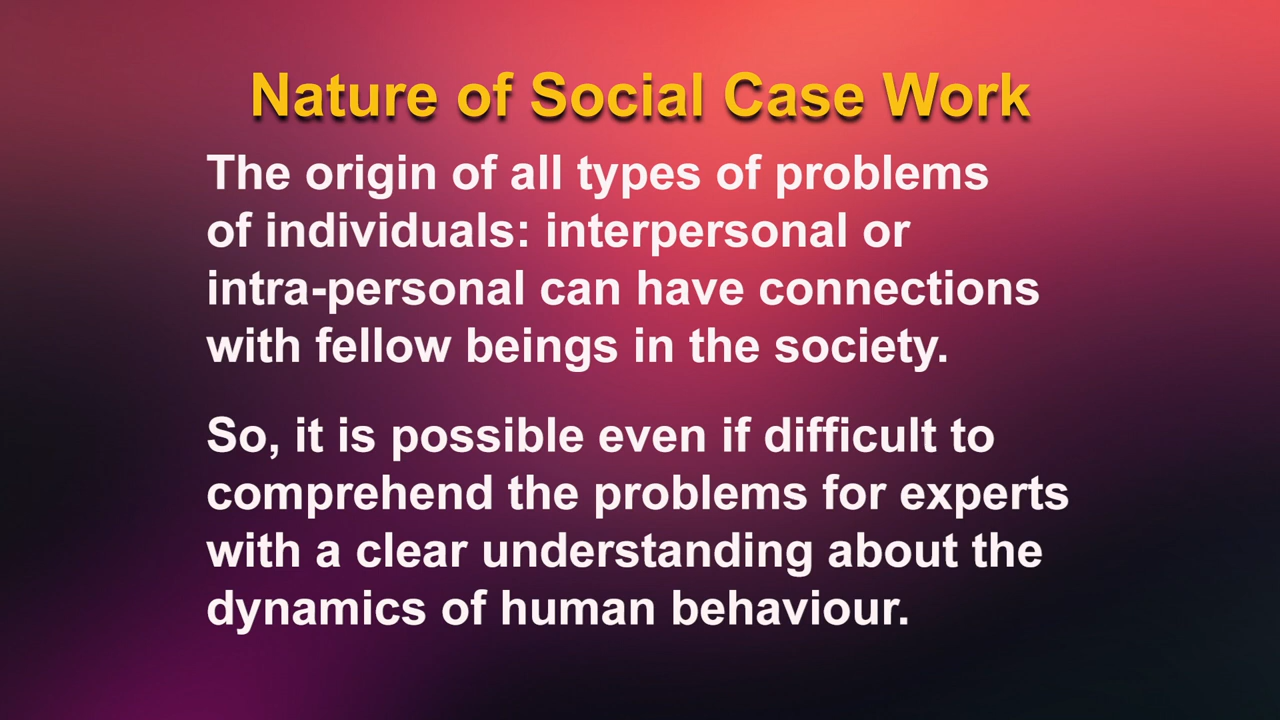 Nature of Social Case Work
The origin of all types of problems
of individuals: interpersonal or
intra-personal can have connections
with fellow beings in the society.
So, it is possible even if difficult to
comprehend the problems for experts
with a clear understanding about the
dynamics of human behaviour.